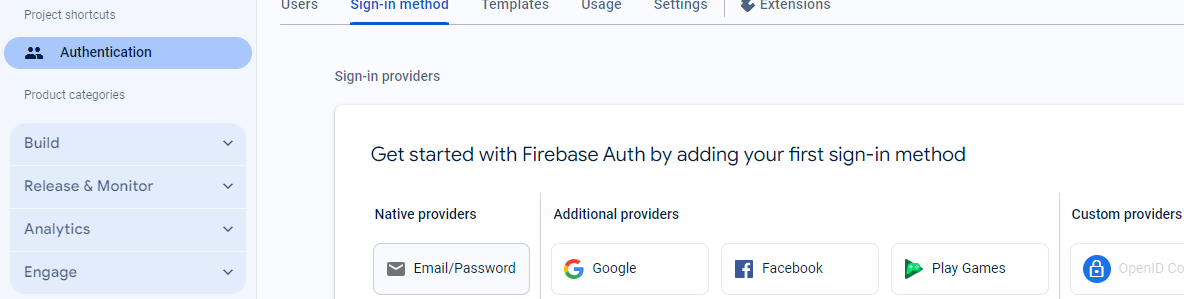 Project shortcuts
Authentication
Product categories
Build
Release & Monitor
Analytics
Engage
Users Sign-in method Templates Usage Settings Extensions
Sign-in providers
Get started with Firebase Auth by adding your first sign-in method
Native providers Additional providers Custom providers
Email/Password Google Facebook Play Games OpenID Co